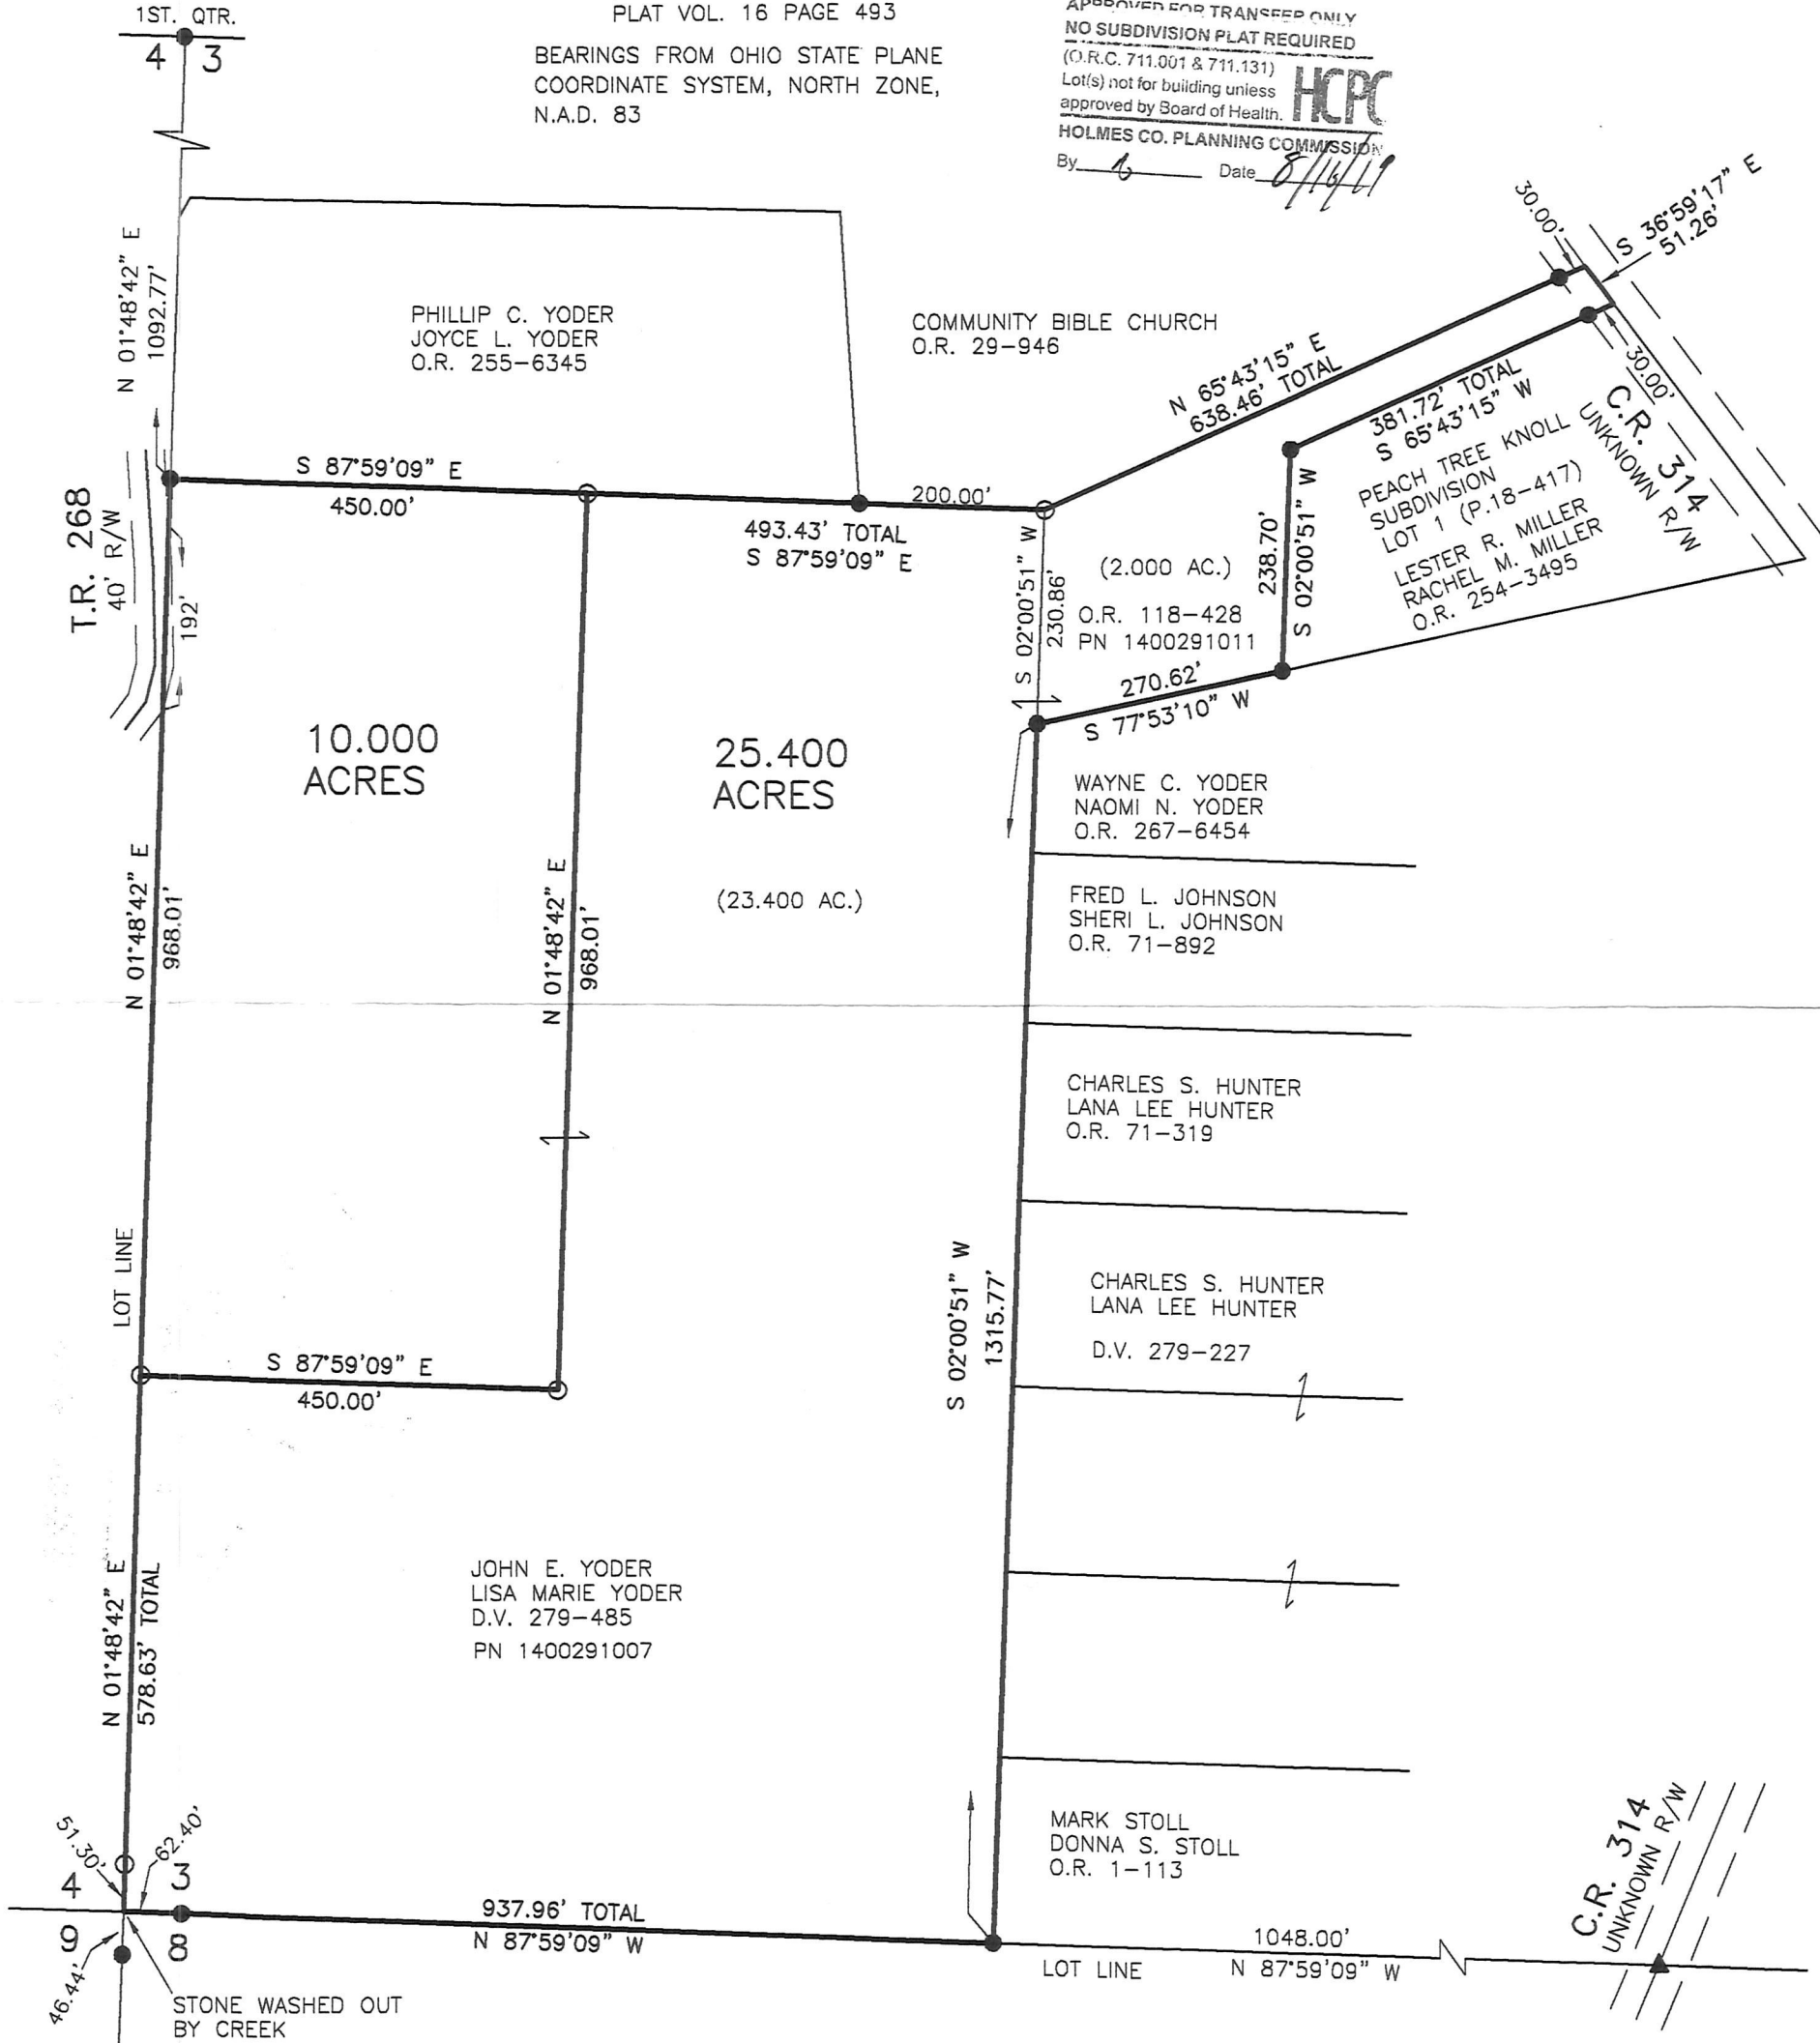 1ST. QTR.
4 3
PLAT VOL. 16 PAGE 493
BEARINGS FROM OHIO STATE PLANE
COORDINATE SYSTEM, NORTH ZONE,
N.A.D. 83
APPROVED FOR TRANSFER ONLY
NO SUBDIVISION PLAT REQUIRED
(O.R.C. 711.001 & 711.131)
Lot(s) not for building unless
approved by Board of Health.
HCPC
HOLMES CO. PLANNING COMMISSION
By Date
N 01°48'42" E
1092.77'
PHILLIP C. YODER
JOYCE L. YODER
O.R. 255-6345
COMMUNITY BIBLE CHURCH
O.R. 29-946
30.00'
S 36°59'17" E
51.26'
N 65°43'15" E
638.46' TOTAL
381.72' TOTAL
S 65°43'15" W
30.00'
C.R. 314
UNKNOWN R/W
PEACH TREE KNOLL
SUBDIVISION
LOT 1 (P.18-417)
LESTER R. MILLER
RACHEL M. MILLER
O.R. 254-3495
S 87°59'09" E
450.00'
200.00'
493.43' TOTAL
S 87°59'09" E
T.R. 268
40' R/W
192'
S 02°00'51" W
230.86'
(2.000 AC.)
O.R. 118-428
PN 1400291011
238.70'
S 02°00'51" W
270.62'
S 77°53'10" W
10.000
ACRES
25.400
ACRES
(23.400 AC.)
WAYNE C. YODER
NAOMI N. YODER
O.R. 267-6454
N 01°48'42" E
968.01'
N 01°48'42" E
968.01'
FRED L. JOHNSON
SHERI L. JOHNSON
O.R. 71-892
CHARLES S. HUNTER
LANA LEE HUNTER
O.R. 71-319
LOT LINE
S 02°00'51" W
1315.77'
CHARLES S. HUNTER
LANA LEE HUNTER
D.V. 279-227
S 87°59'09" E
450.00'
N 01°48'42" E
578.63' TOTAL
JOHN E. YODER
LISA MARIE YODER
D.V. 279-485
PN 1400291007
MARK STOLL
DONNA S. STOLL
O.R. 1-113
51.30'
62.40'
4 3
9 8
46.44'
937.96' TOTAL
N 87°59'09" W
1048.00'
LOT LINE N 87°59'09" W
C.R. 314
UNKNOWN R/W
STONE WASHED OUT
BY CREEK